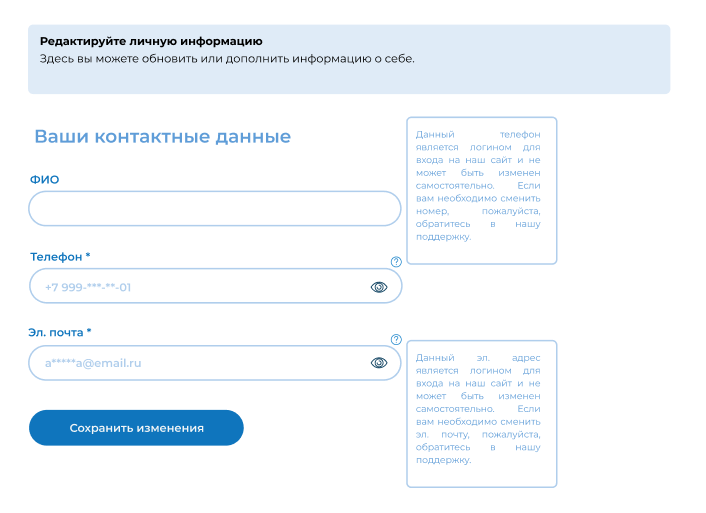 Редактируйте личную информацию
Здесь вы можете обновить или дополнить информацию о себе.
Ваши контактные данные
ФИО
Данный телефон
является логином для
входа на наш сайт и не
может быть изменен
самостоятельно. Если
вам необходимо сменить
номер, пожалуйста,
обратитесь в нашу
поддержку.
Телефон *
?
+7 999-***-**-01
Эл. почта *
?
a*****a@email.ru
Данный эл. адрес
является логином для
входа на наш сайт и не
может быть изменен
самостоятельно. Если
вам необходимо сменить
эл. почту, пожалуйста,
обратитесь в нашу
поддержку.
Сохранить изменения